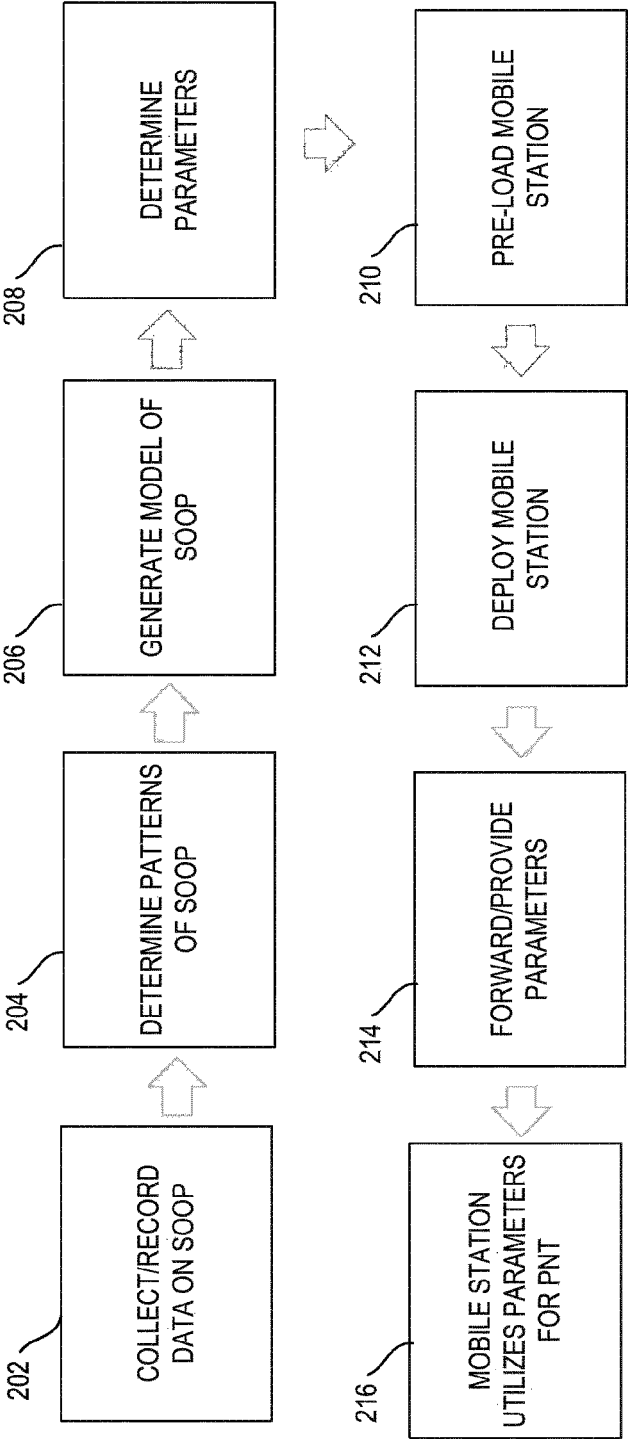 202
COLLECT/RECORD
DATA ON SOOP
204
DETERMINE PATTERNS
OF SOOP
206
GENERATE MODEL OF
SOOP
208
DETERMINE
PARAMETERS
210
PRE-LOAD MOBILE
STATION
212
DEPLOY MOBILE
STATION
214
FORWARD/PROVIDE
PARAMETERS
216
MOBILE STATION
UTILIZES PARAMETERS
FOR PNT